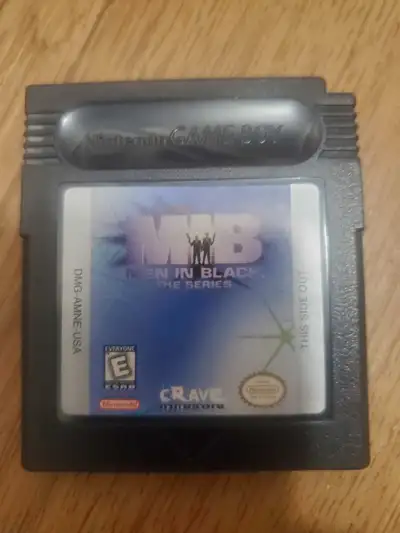 Nintendo GAME BOY
MIB
MEN IN BLACK
THE SERIES
DMG-AMNE-USA
THIS SIDE OUT
EVERYONE
E
ESRB
Nintendo
CRAVE